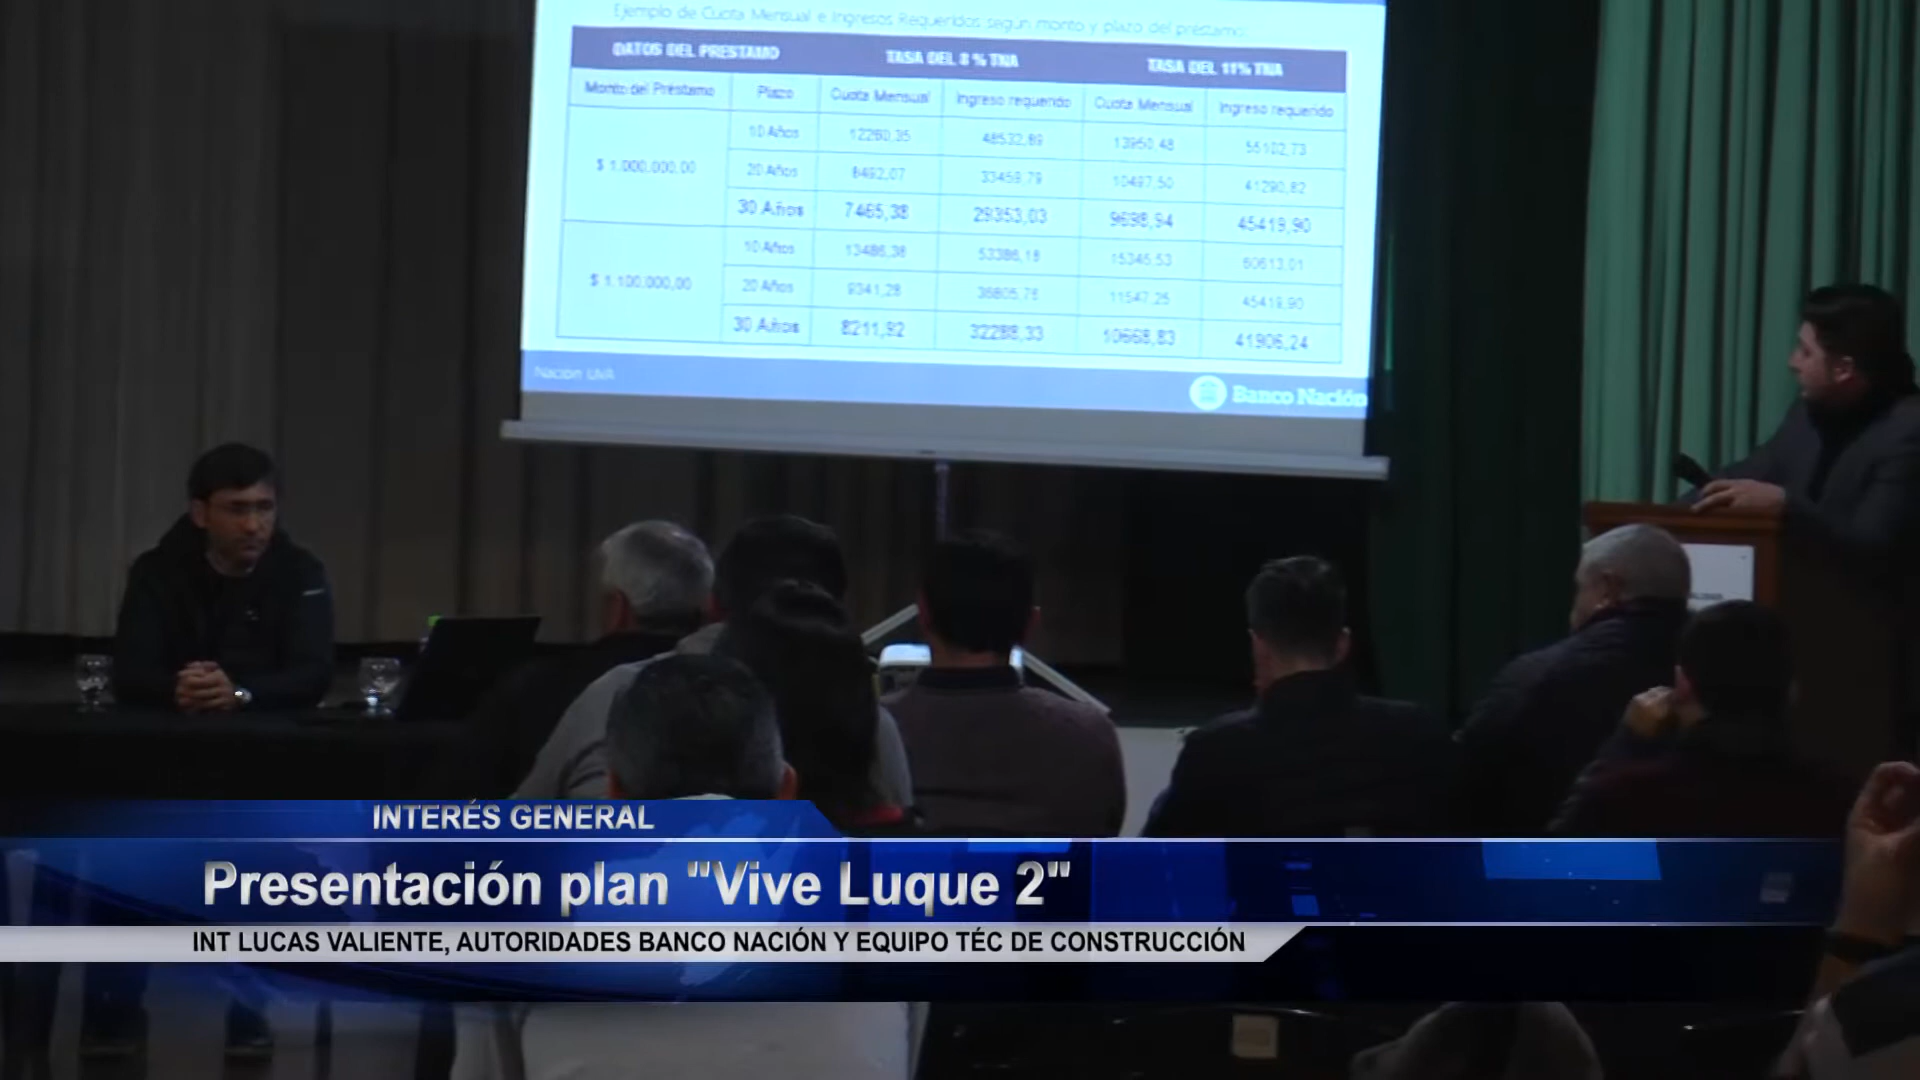 Ejemplo de Cuota Mensual e Ingresos Requeridos según monto y plazo del préstamo:
DATOS DEL PRESTAMO TASA DEL 8 % TNA TASA DEL 11% TNA
Monto del Préstamo Plazo Cuota Mensual Ingreso requerido Cuota Mensual Ingreso requerido
10 Años 12260,35 48532,89 13950,48 55102,73
$ 1.000.000,00 20 Años 8492,07 33459,79 10497,50 41290,82
30 Años 7465,38 29353,03 9698,94 45419,90
10 Años 13486,38 53386,18 15345,53 60613,01
$ 1.100.000,00 20 Años 9341,28 36805,76 11547,25 45419,90
30 Años 8211,92 32288,33 10668,83 41906,24
Nación UVA
Banco Nación
INTERÉS GENERAL
Presentación plan "Vive Luque 2"
INT LUCAS VALIENTE, AUTORIDADES BANCO NACIÓN Y EQUIPO TÉC DE CONSTRUCCIÓN